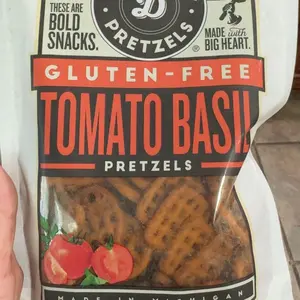 THESE ARE
BOLD
SNACKS.
D
PRETZELS
®
MADE with
BIG HEART.
GLUTEN-FREE
TOMATO BASIL
PRETZELS
MADE IN MICHIGAN